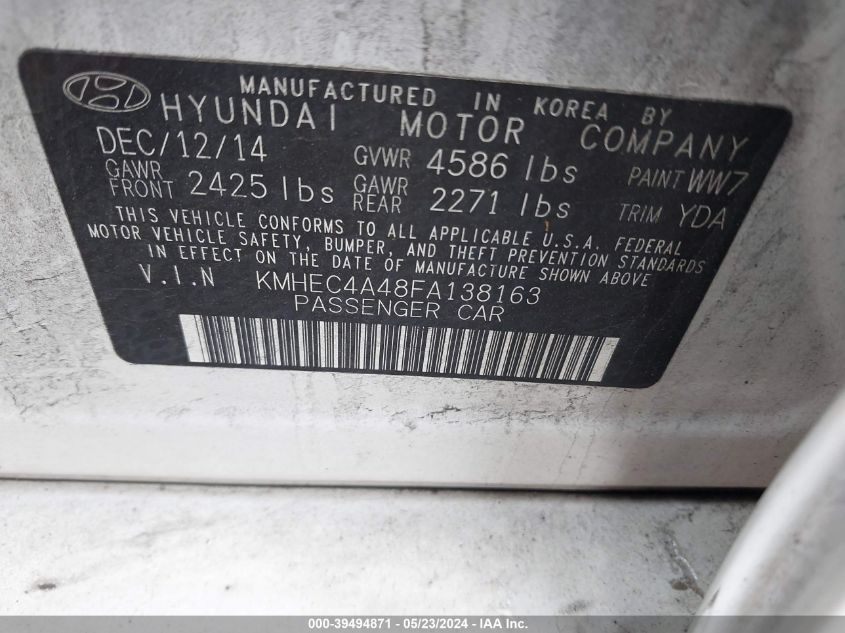 MANUFACTURED IN KOREA BY
HYUNDAI MOTOR COMPANY
DEC/12/14 GVWR 4586 lbs PAINT WW7
GAWR FRONT 2425 lbs GAWR REAR 2271 lbs TRIM YDA
THIS VEHICLE CONFORMS TO ALL APPLICABLE U.S.A. FEDERAL
MOTOR VEHICLE SAFETY, BUMPER, AND THEFT PREVENTION STANDARDS
IN EFFECT ON THE DATE OF MANUFACTURE SHOWN ABOVE
V.I.N KMHEC4A48FA138163
PASSENGER CAR
000-39494871 - 05/23/2024 - IAA Inc.